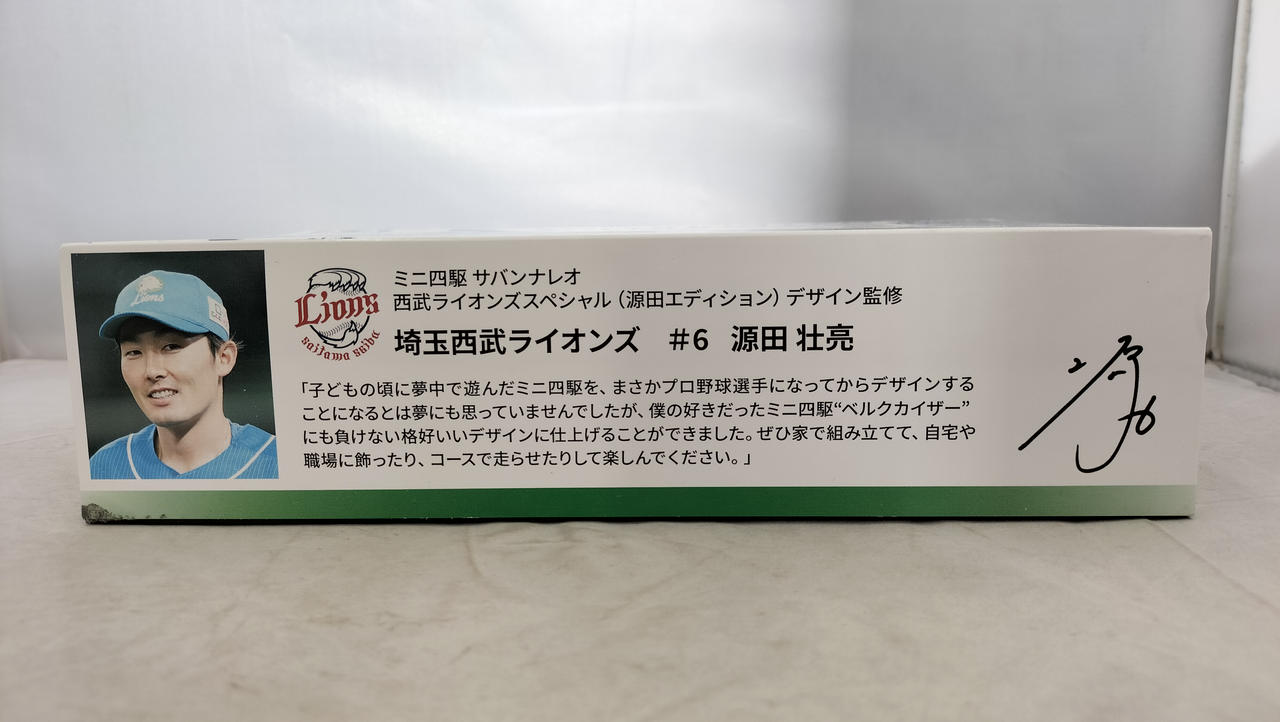 Lions
Lions
saitama seibu
ミニ四駆 サバンナレオ
西武ライオンズスペシャル（源田エディション）デザイン監修
埼玉西武ライオンズ　#6　源田 壮亮
「子どもの頃に夢中で遊んだミニ四駆を、まさかプロ野球選手になってからデザインする
ことになるとは夢にも思っていませんでしたが、僕の好きだったミニ四駆“ベルクカイザー”
にも負けない格好いいデザインに仕上げることができました。ぜひ家で組み立てて、自宅や
職場に飾ったり、コースで走らせたりして楽しんでください。」